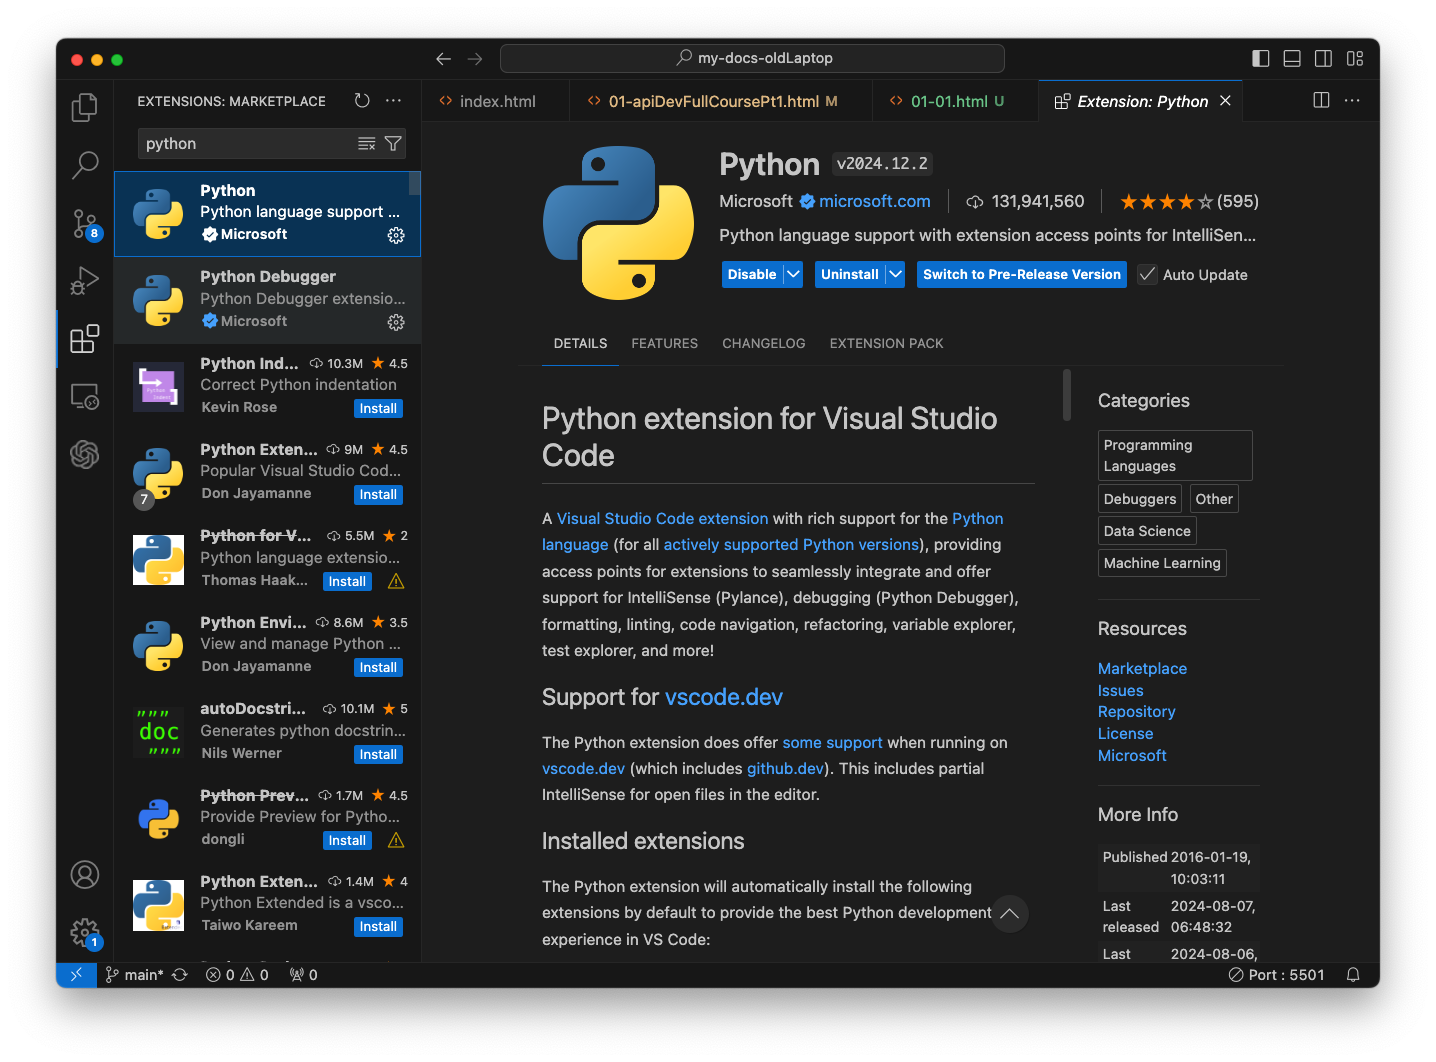 my-docs-oldLaptop
EXTENSIONS: MARKETPLACE
python
Python
Python language support ...
Microsoft
Python Debugger
Python Debugger extensio...
Microsoft
Python Ind... 10.3M 4.5
Correct Python indentation
Kevin Rose Install
Python Exten... 9M 4.5
Popular Visual Studio Cod...
Don Jayamanne Install
7
Python for V... 5.5M 2
Python language extensio...
Thomas Haak... Install
Python Envi... 8.6M 3.5
View and manage Python ...
Don Jayamanne Install
autoDocstri... 10.1M 5
Generates python docstrin...
Nils Werner Install
"""
doc
"""
Python Prev... 1.7M 4.5
Provide Preview for Pytho...
dongli Install
Python Exten... 1.4M 4
Python Extended is a vsco...
Taiwo Kareem Install
8
1
index.html
01-apiDevFullCoursePt1.html M
01-01.html U
Extension: Python
Python v2024.12.2
Microsoft microsoft.com 131,941,560 (595)
Python language support with extension access points for IntelliSen...
Disable Uninstall Switch to Pre-Release Version Auto Update
DETAILS FEATURES CHANGELOG EXTENSION PACK
Python extension for Visual Studio
Code
A Visual Studio Code extension with rich support for the Python
language (for all actively supported Python versions), providing
access points for extensions to seamlessly integrate and offer
support for IntelliSense (Pylance), debugging (Python Debugger),
formatting, linting, code navigation, refactoring, variable explorer,
test explorer, and more!
Support for vscode.dev
The Python extension does offer some support when running on
vscode.dev (which includes github.dev). This includes partial
IntelliSense for open files in the editor.
Installed extensions
The Python extension will automatically install the following
extensions by default to provide the best Python development
experience in VS Code:
Categories
Programming
Languages
Debuggers Other
Data Science
Machine Learning
Resources
Marketplace
Issues
Repository
License
Microsoft
More Info
Published 2016-01-19,
10:03:11
Last 2024-08-07,
released 06:48:32
Last 2024-08-06,
main* 0 0 0
Port : 5501